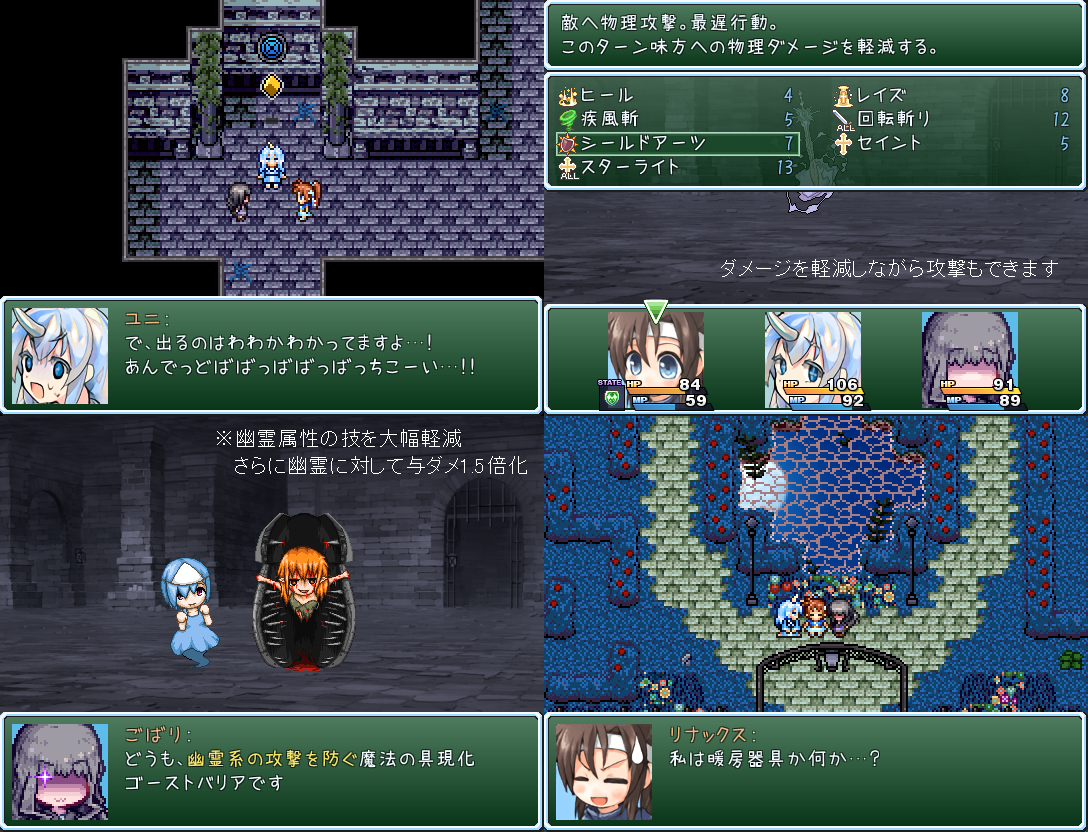 ユニ:
で、出るのはわわかわかってますよ…!
あんでっどばばっばばっばっちこーい…!!
敵へ物理攻撃。最遅行動。
このターン味方への物理ダメージを軽減する。
ヒール 4
レイズ 8
疾風斬 5
ALL 回転斬り 12
シールドアーツ 7
セイント 5
ALL スターライト 13
ダメージを軽減しながら攻撃もできます
STATE HP 84
MP 59
HP 106
MP 92
HP 91
MP 89
※幽霊属性の技を大幅軽減
さらに幽霊に対して与ダメ1.5倍化
ごばり:
どうも、幽霊系の攻撃を防ぐ魔法の具現化
ゴーストバリアです
リナックス:
私は暖房器具か何か…?